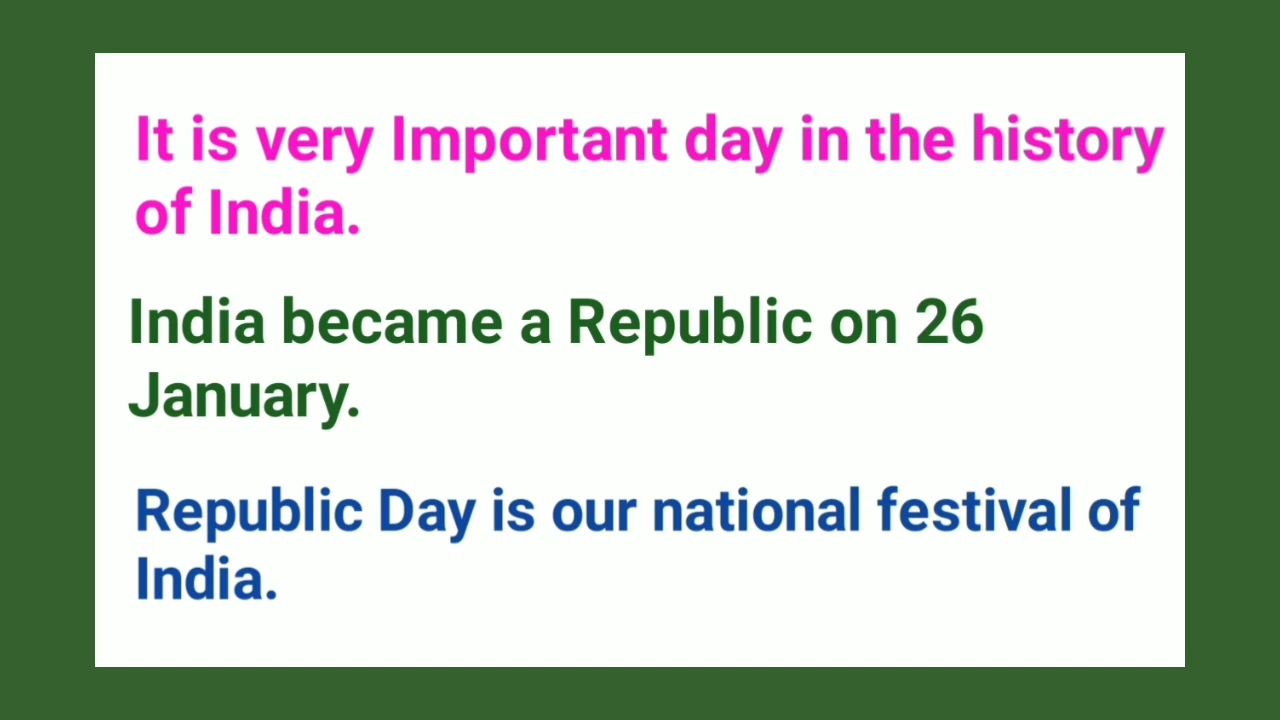 It is very Important day in the history
of India.
India became a Republic on 26
January.
Republic Day is our national festival of
India.